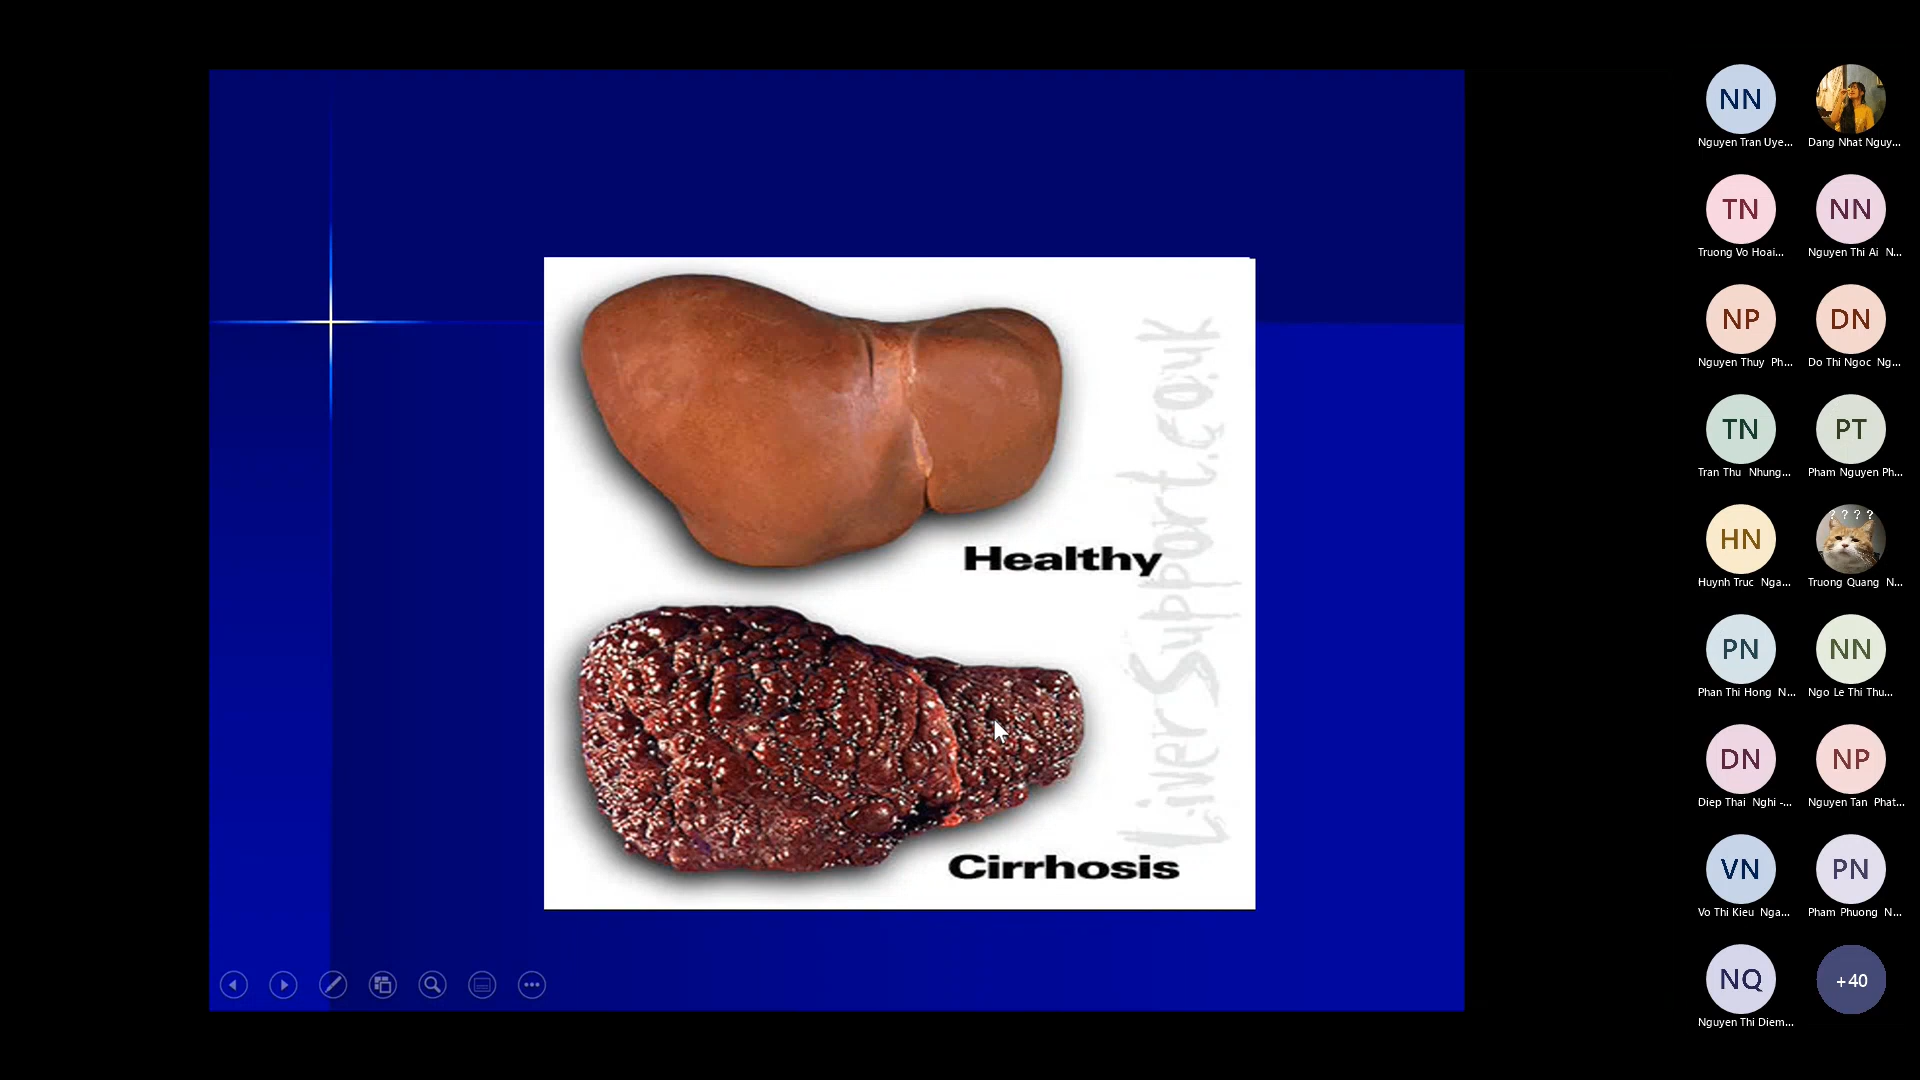 Healthy
Cirrhosis
LiverSupport.com
NN
Nguyen Tran Uye...
Dang Nhat Nguy...
TN
Truong Vo Hoai...
NN
Nguyen Thi Ai N...
NP
Nguyen Thuy Ph...
DN
Do Thi Ngoc Ng...
TN
Tran Thu Nhung...
PT
Pham Nguyen Ph...
HN
Huynh Truc Nga...
? ? ? ?
Truong Quang N...
PN
Phan Thi Hong N...
NN
Ngo Le Thi Thu...
DN
Diep Thai Nghi -...
NP
Nguyen Tan Phat...
VN
Vo Thi Kieu Nga...
PN
Pham Phuong N...
NQ
Nguyen Thi Diem...
+40